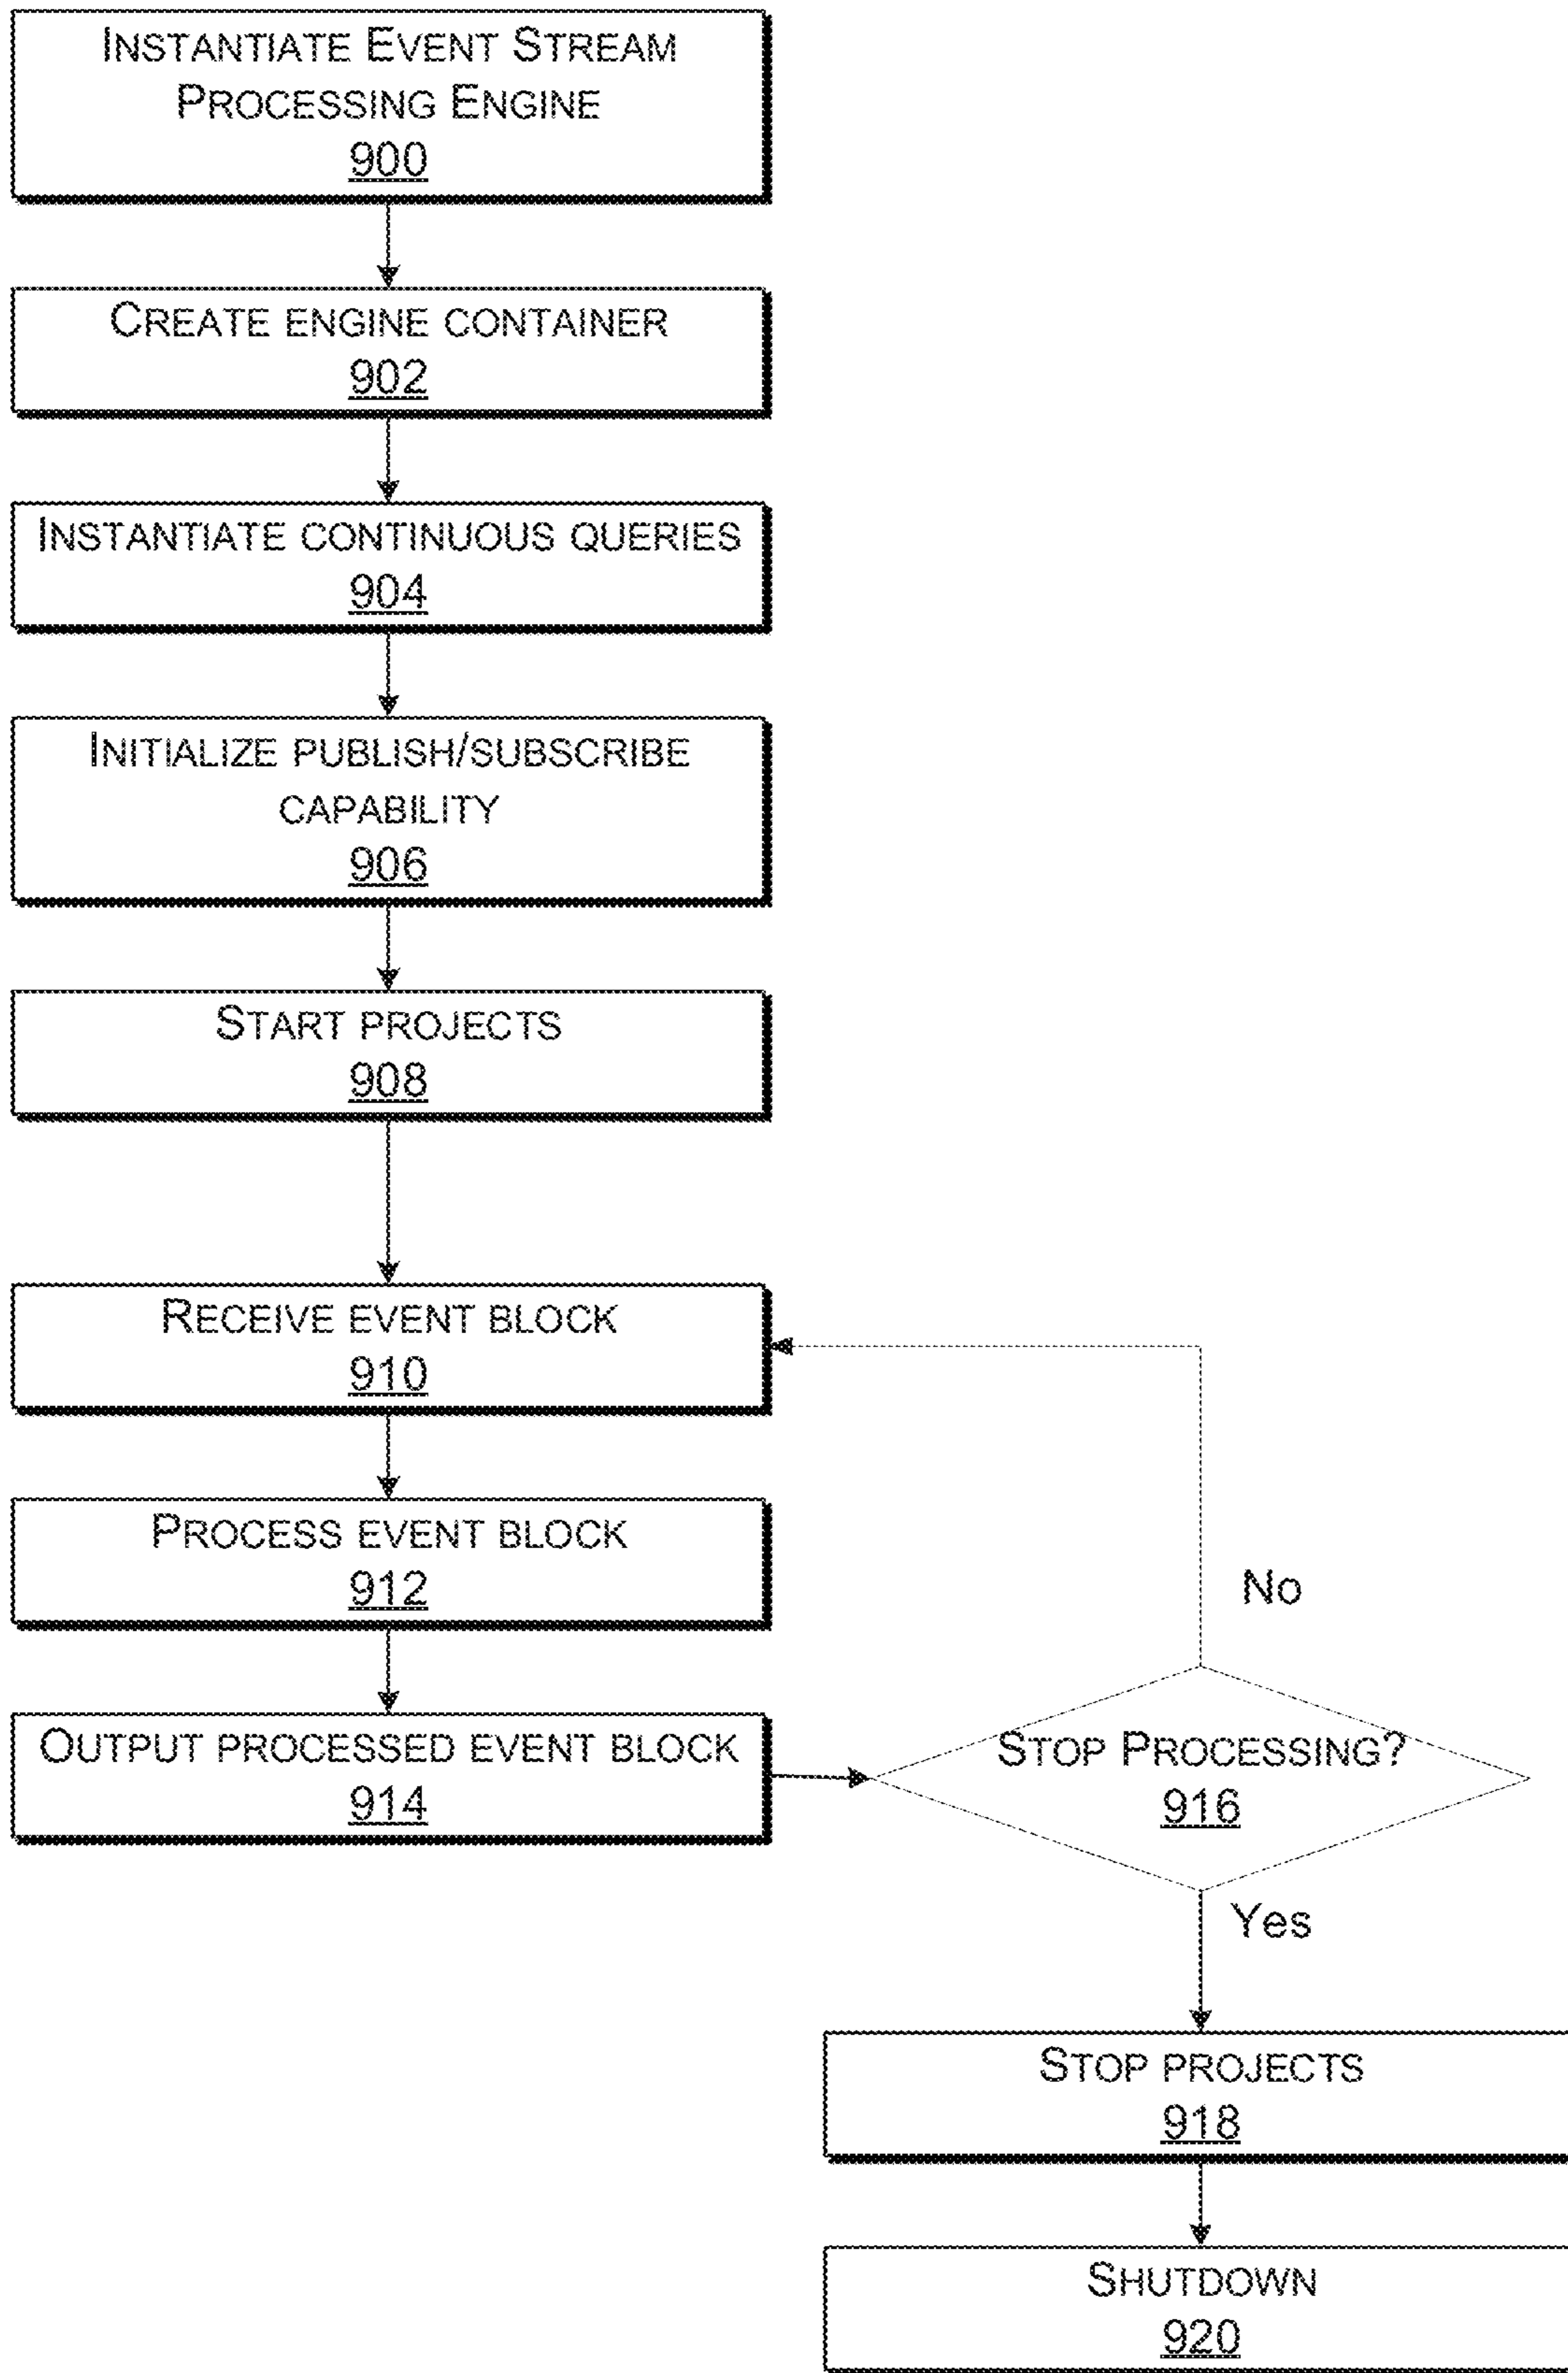 INSTANTIATE EVENT STREAM
PROCESSING ENGINE
900
CREATE ENGINE CONTAINER
902
INSTANTIATE CONTINUOUS QUERIES
904
INITIALIZE PUBLISH/SUBSCRIBE
CAPABILITY
906
START PROJECTS
908
RECEIVE EVENT BLOCK
910
PROCESS EVENT BLOCK
912
OUTPUT PROCESSED EVENT BLOCK
914
No
STOP PROCESSING?
916
Yes
STOP PROJECTS
918
SHUTDOWN
920